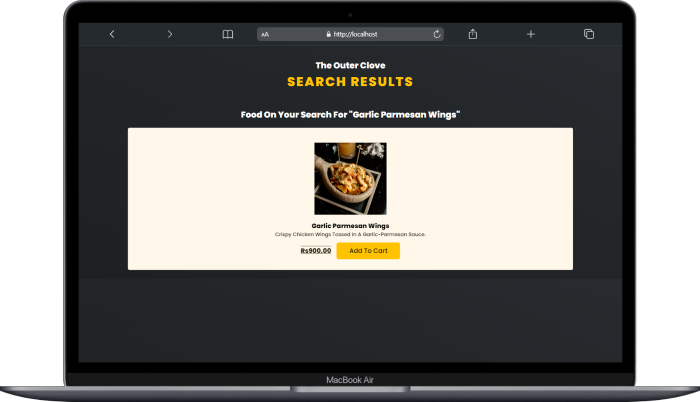 AA
http://localhost
The Outer Clove
SEARCH RESULTS
Food On Your Search For "Garlic Parmesan Wings"
Garlic Parmesan Wings
Crispy Chicken Wings Tossed In A Garlic-Parmesan Sauce.
Rs900.00
Add To Cart
MacBook Air